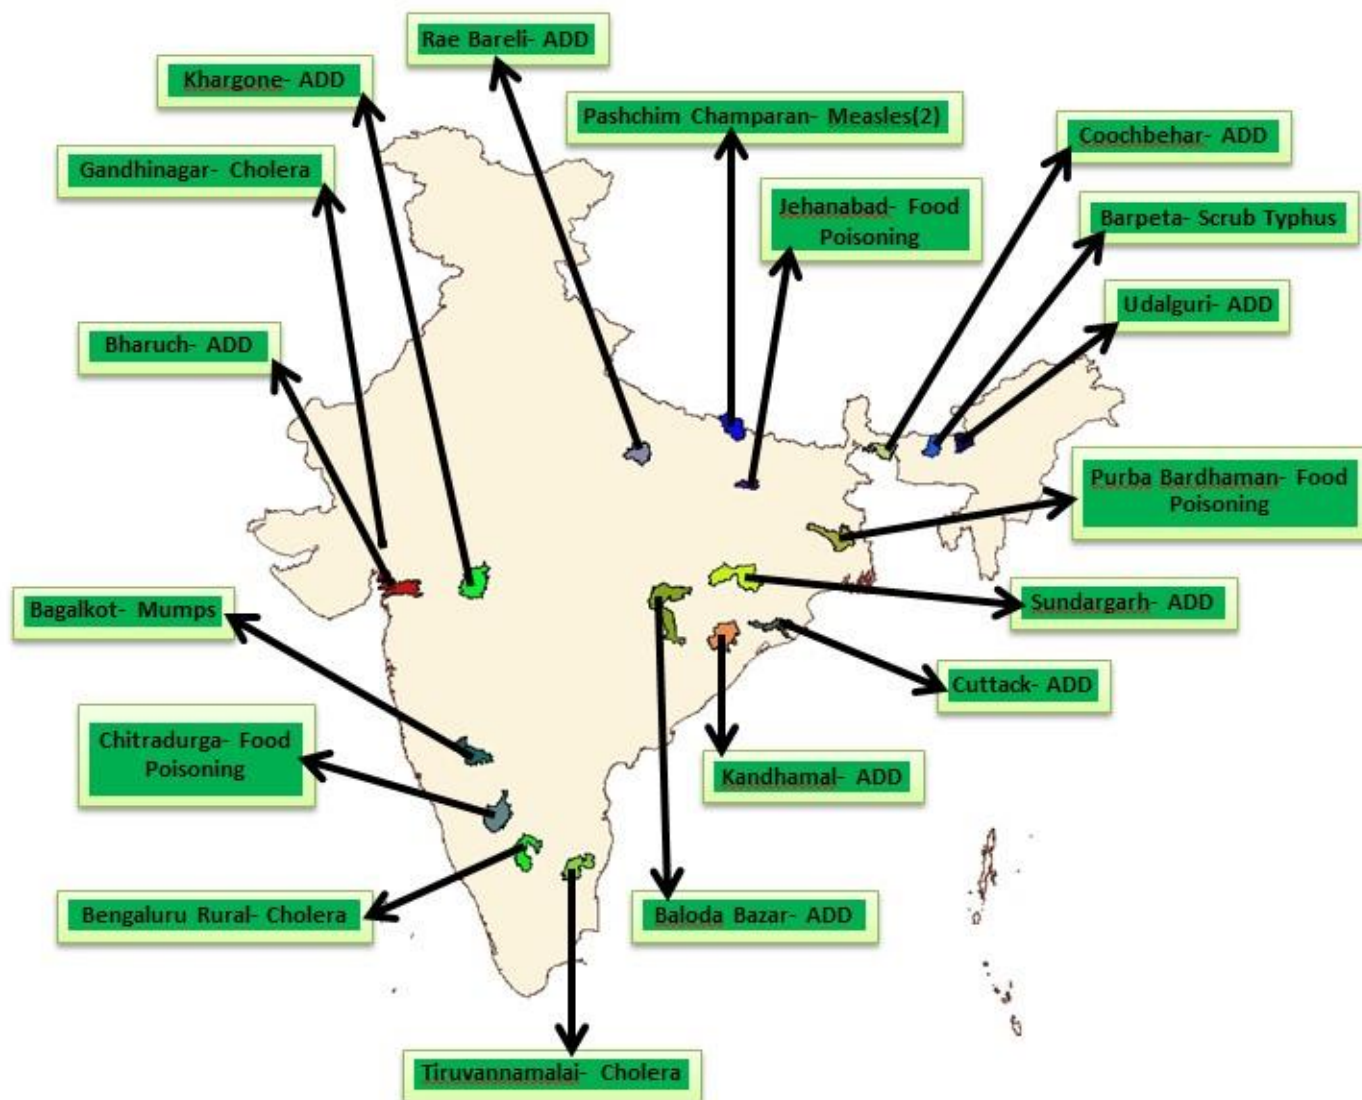 Rae Bareli- ADD
Khargone- ADD
Pashchim Champaran- Measles(2)
Coochbehar- ADD
Gandhinagar- Cholera
Jehanabad- Food
Poisoning
Barpeta- Scrub Typhus
Udalguri- ADD
Bharuch- ADD
Purba Bardhaman- Food
Poisoning
Bagalkot- Mumps
Sundargarh- ADD
Cuttack- ADD
Chitradurga- Food
Poisoning
Kandhamal- ADD
Bengaluru Rural- Cholera
Baloda Bazar- ADD
Tiruvannamalai- Cholera